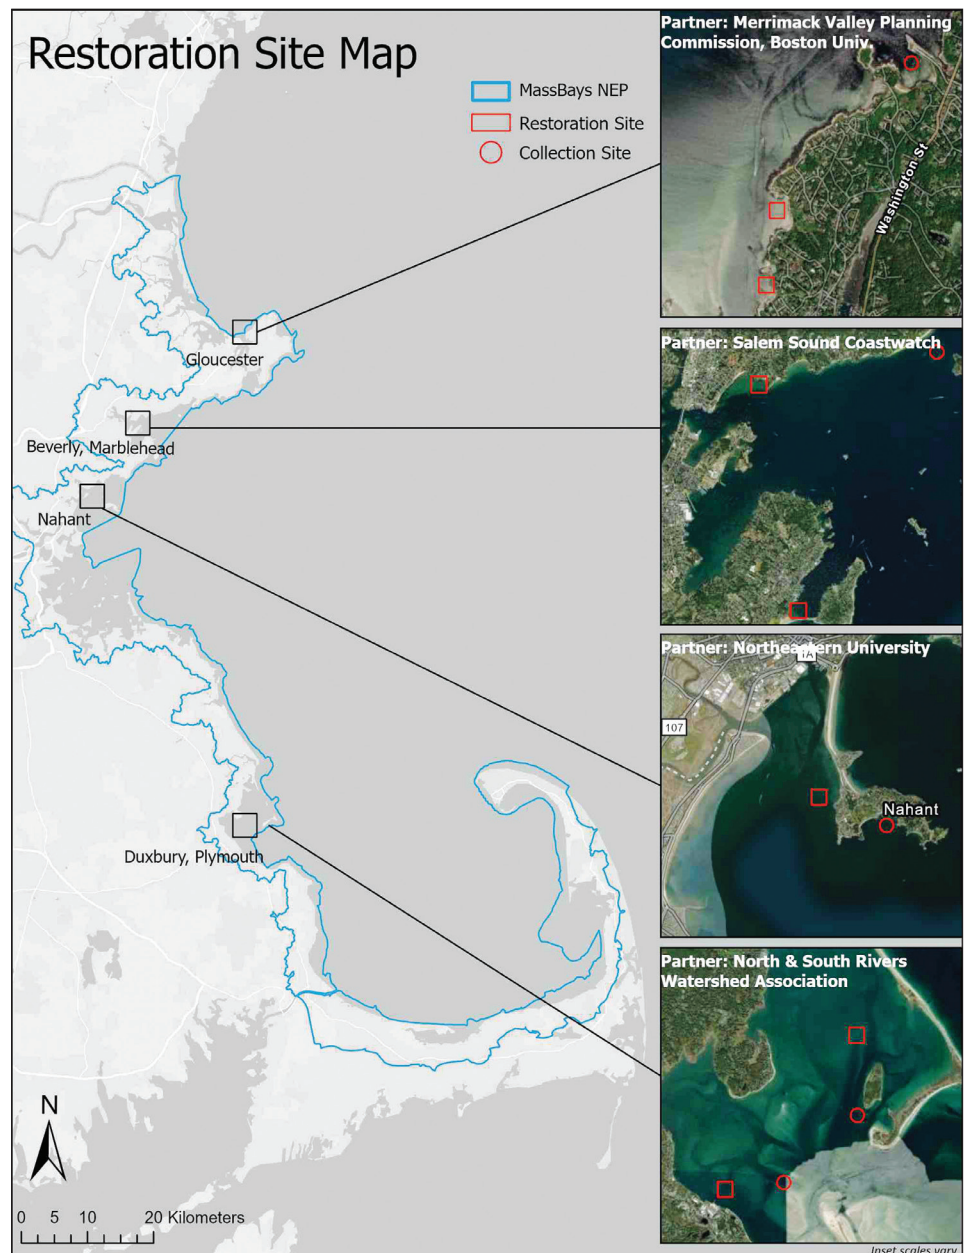 Restoration Site Map
MassBays NEP
Restoration Site
Collection Site
Gloucester
Beverly, Marblehead
Nahant
Duxbury, Plymouth
N
0 5 10 20 Kilometers
Partner: Merrimack Valley Planning
Commission, Boston Univ.
Washington St
Partner: Salem Sound Coastwatch
Partner: Northeastern University
1A
107
Nahant
Partner: North & South Rivers
Watershed Association
Inset scales vary